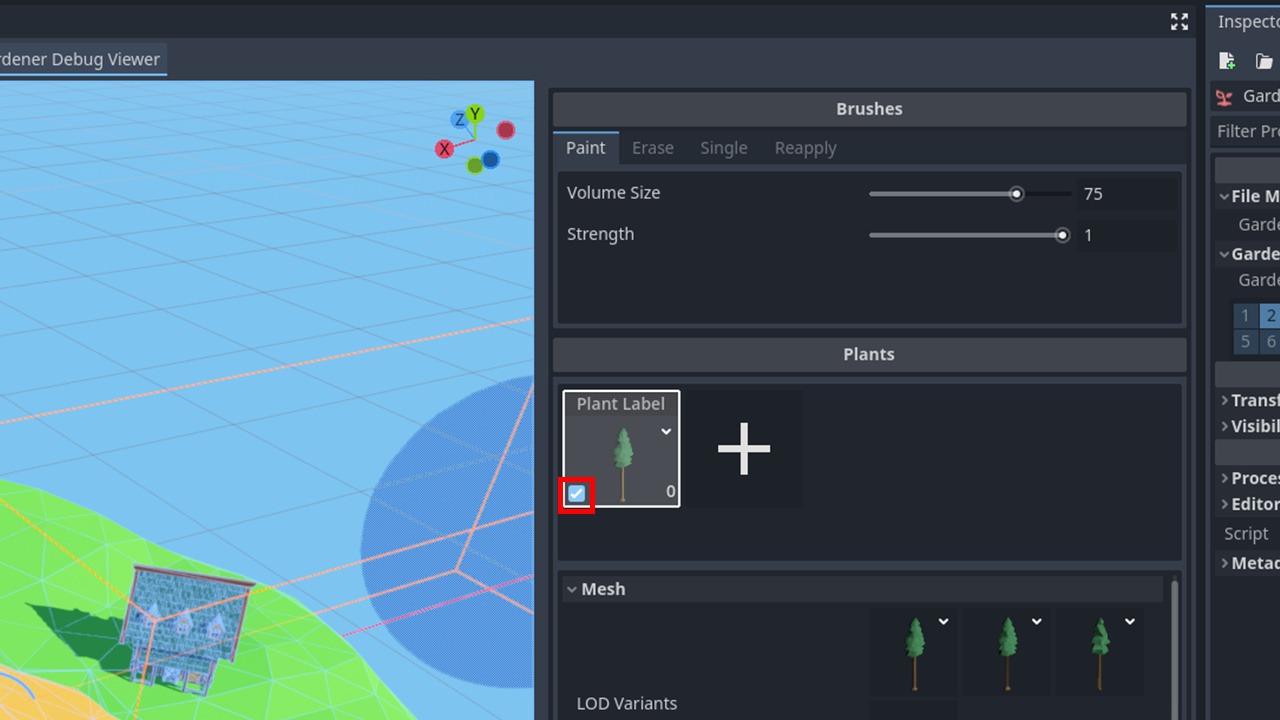 rdener Debug Viewer
Inspecto
Gard
Filter Pro
Z Y X
Brushes
Paint Erase Single Reapply
Volume Size 75
Strength 1
Plants
Plant Label
0
Mesh
LOD Variants
File M
Garde
Garde
Garde
1 2
5 6
Transf
Visibil
Proces
Editor
Script
Metad